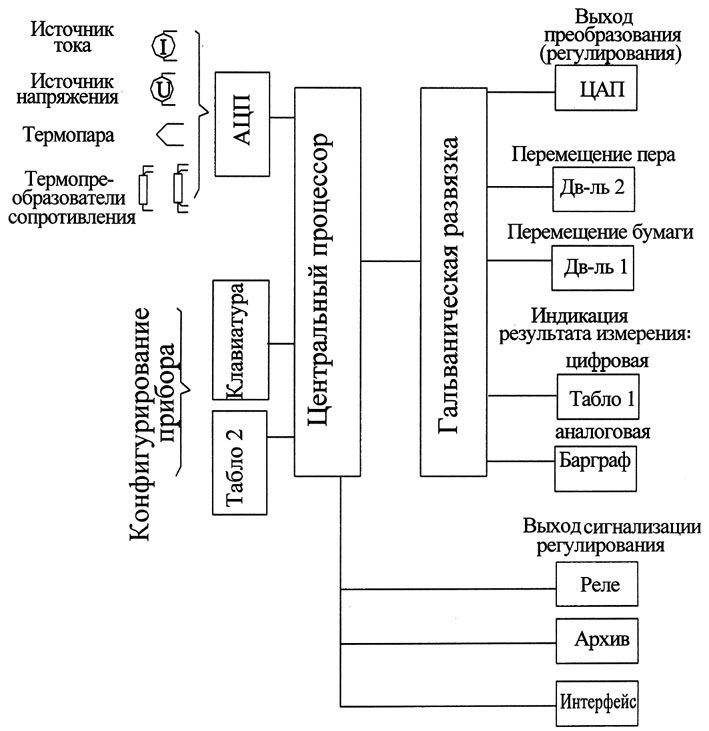 Источник
тока
I
Источник
напряжения
U
Термопара
Термопре-
образователи
сопротивления
АЦП
Конфигурирование
прибора
Клавиатура
Табло 2
Центральный процессор
Гальваническая развязка
Выход
преобразования
(регулирования)
ЦАП
Перемещение пера
Дв-ль 2
Перемещение бумаги
Дв-ль 1
Индикация
результата измерения:
цифровая
Табло 1
аналоговая
Барграф
Выход сигнализации
регулирования
Реле
Архив
Интерфейс